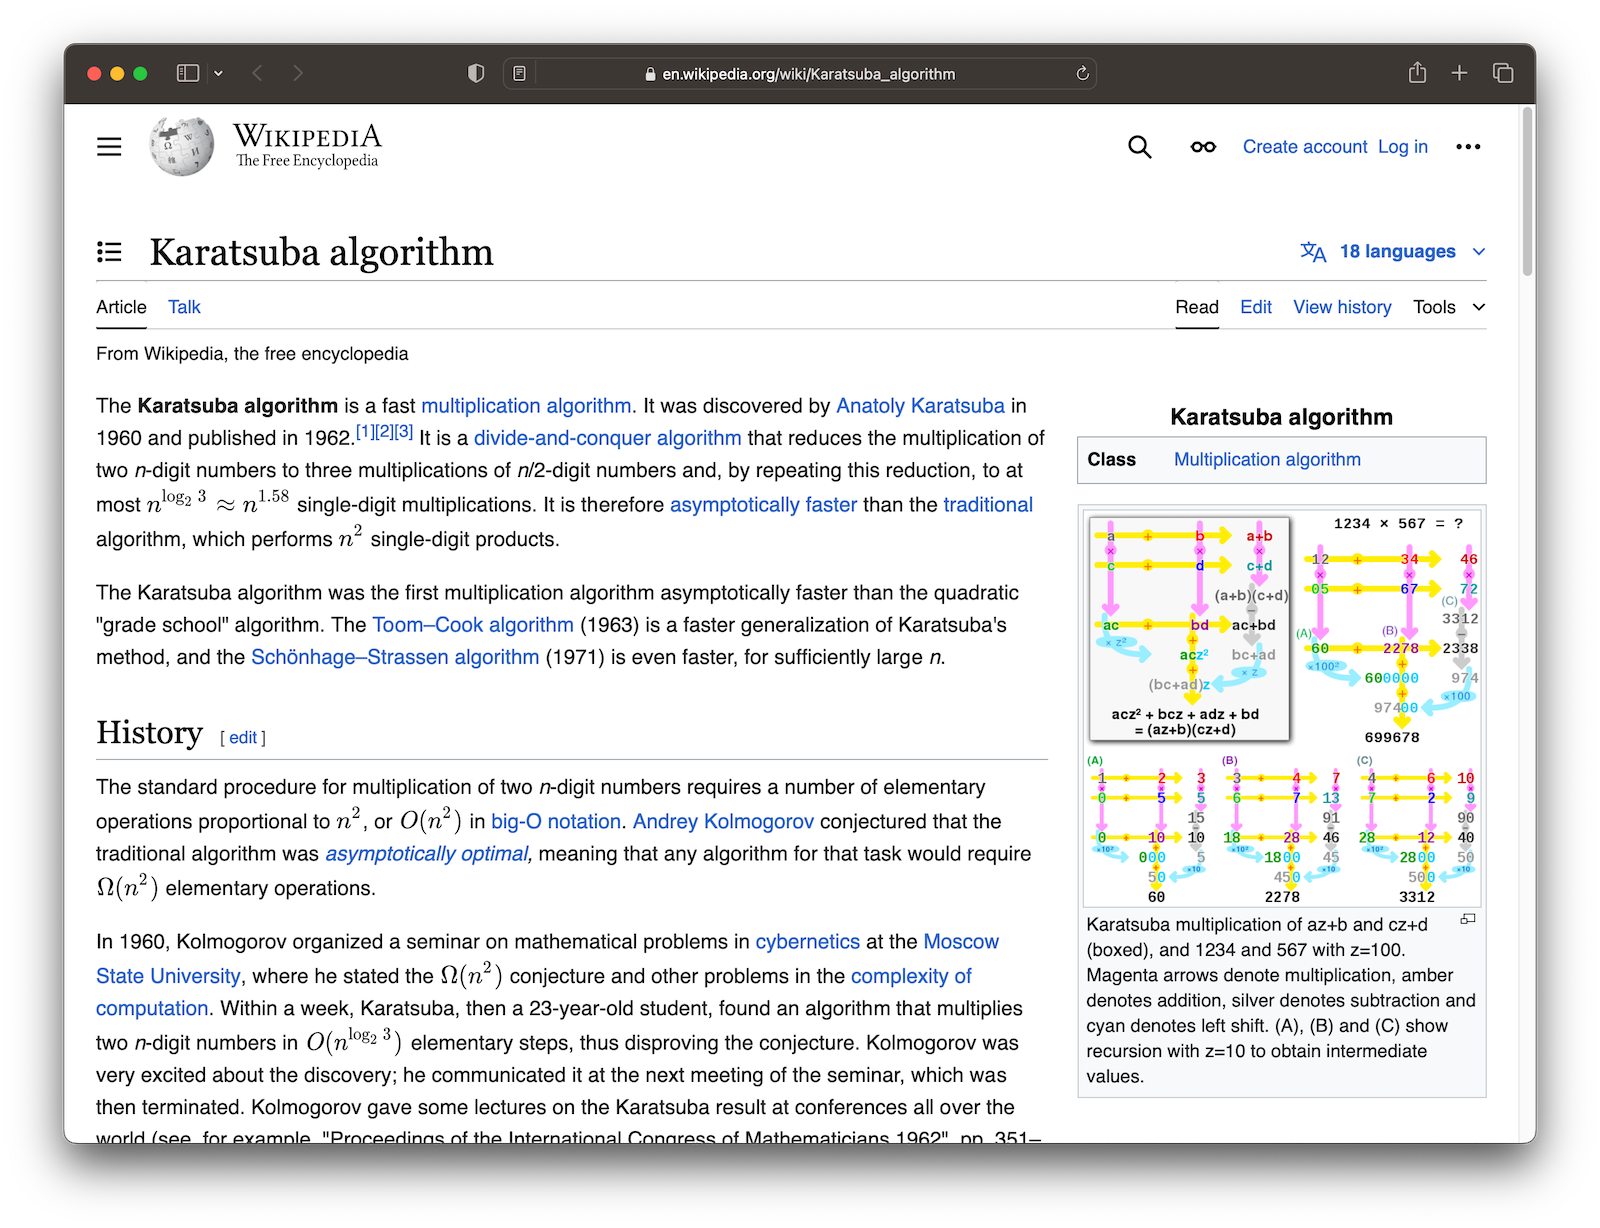 en.wikipedia.org/wiki/Karatsuba_algorithm
WIKIPEDIA
The Free Encyclopedia
Create account Log in
Karatsuba algorithm
18 languages
Article Talk
Read Edit View history Tools
From Wikipedia, the free encyclopedia
The Karatsuba algorithm is a fast multiplication algorithm. It was discovered by Anatoly Karatsuba in
1960 and published in 1962.[1][2][3] It is a divide-and-conquer algorithm that reduces the multiplication of
two n-digit numbers to three multiplications of n/2-digit numbers and, by repeating this reduction, to at
most n^{log₂ 3} ≈ n^{1.58} single-digit multiplications. It is therefore asymptotically faster than the traditional
algorithm, which performs n² single-digit products.
The Karatsuba algorithm was the first multiplication algorithm asymptotically faster than the quadratic
"grade school" algorithm. The Toom–Cook algorithm (1963) is a faster generalization of Karatsuba's
method, and the Schönhage–Strassen algorithm (1971) is even faster, for sufficiently large n.
History [ edit ]
The standard procedure for multiplication of two n-digit numbers requires a number of elementary
operations proportional to n², or O(n²) in big-O notation. Andrey Kolmogorov conjectured that the
traditional algorithm was asymptotically optimal, meaning that any algorithm for that task would require
Ω(n²) elementary operations.
In 1960, Kolmogorov organized a seminar on mathematical problems in cybernetics at the Moscow
State University, where he stated the Ω(n²) conjecture and other problems in the complexity of
computation. Within a week, Karatsuba, then a 23-year-old student, found an algorithm that multiplies
two n-digit numbers in O(n^{log₂ 3}) elementary steps, thus disproving the conjecture. Kolmogorov was
very excited about the discovery; he communicated it at the next meeting of the seminar, which was
then terminated. Kolmogorov gave some lectures on the Karatsuba result at conferences all over the
world (see, for example, "Proceedings of the International Congress of Mathematicians 1962", pp. 351–
Karatsuba algorithm
Class Multiplication algorithm
a + b a+b
× × ×
c + d c+d
(a+b)(c+d)
−
ac + bd ac+bd
× z² + −
acz² bc+ad
+ × z
(bc+ad)z
acz² + bcz + adz + bd
= (az+b)(cz+d)
1234 × 567 = ?
12 + 34 46
× × ×
05 + 67 72
(C)
3312
(A) (B) −
60 + 2278 2338
×100² +
600000 974
+ ×100
97400
699678
(A)
1 + 2 3
0 + 5 5
15
0 + 10 10
×10²
000 5
50 ×10
60
(B)
3 + 4 7
6 + 7 13
91
18 + 28 46
×10²
1800 45
450 ×10
2278
(C)
4 + 6 10
7 + 2 9
90
28 + 12 40
×10²
2800 50
500 ×10
3312
Karatsuba multiplication of az+b and cz+d
(boxed), and 1234 and 567 with z=100.
Magenta arrows denote multiplication, amber
denotes addition, silver denotes subtraction and
cyan denotes left shift. (A), (B) and (C) show
recursion with z=10 to obtain intermediate
values.